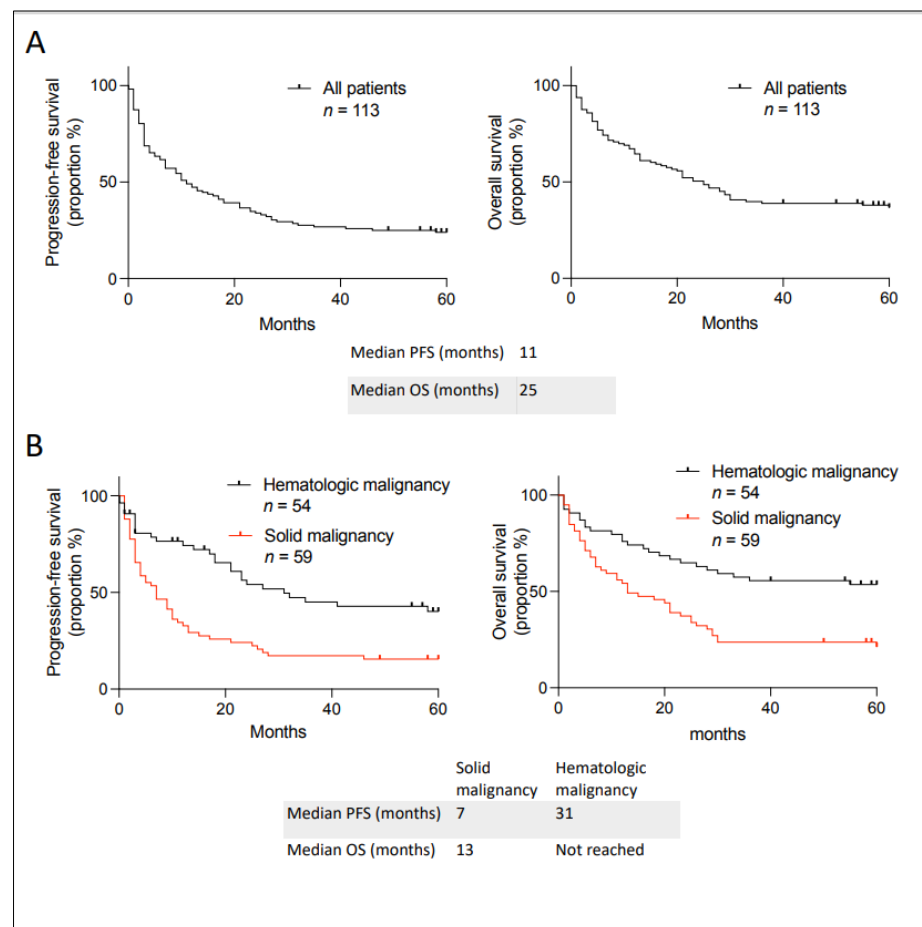 A
Progression-free survival
(proportion %)
100
50
0
0
20
40
60
Months
All patients
n = 113
Overall survival
(proportion %)
100
50
0
0
20
40
60
Months
All patients
n = 113
Median PFS (months) 11
Median OS (months) 25
B
Progression-free survival
(proportion %)
100
50
0
0
20
40
60
Months
Hematologic malignancy
n = 54
Solid malignancy
n = 59
Overall survival
(proportion %)
100
50
0
0
20
40
60
months
Hematologic malignancy
n = 54
Solid malignancy
n = 59
Solid Hematologic
malignancy malignancy
Median PFS (months) 7 31
Median OS (months) 13 Not reached